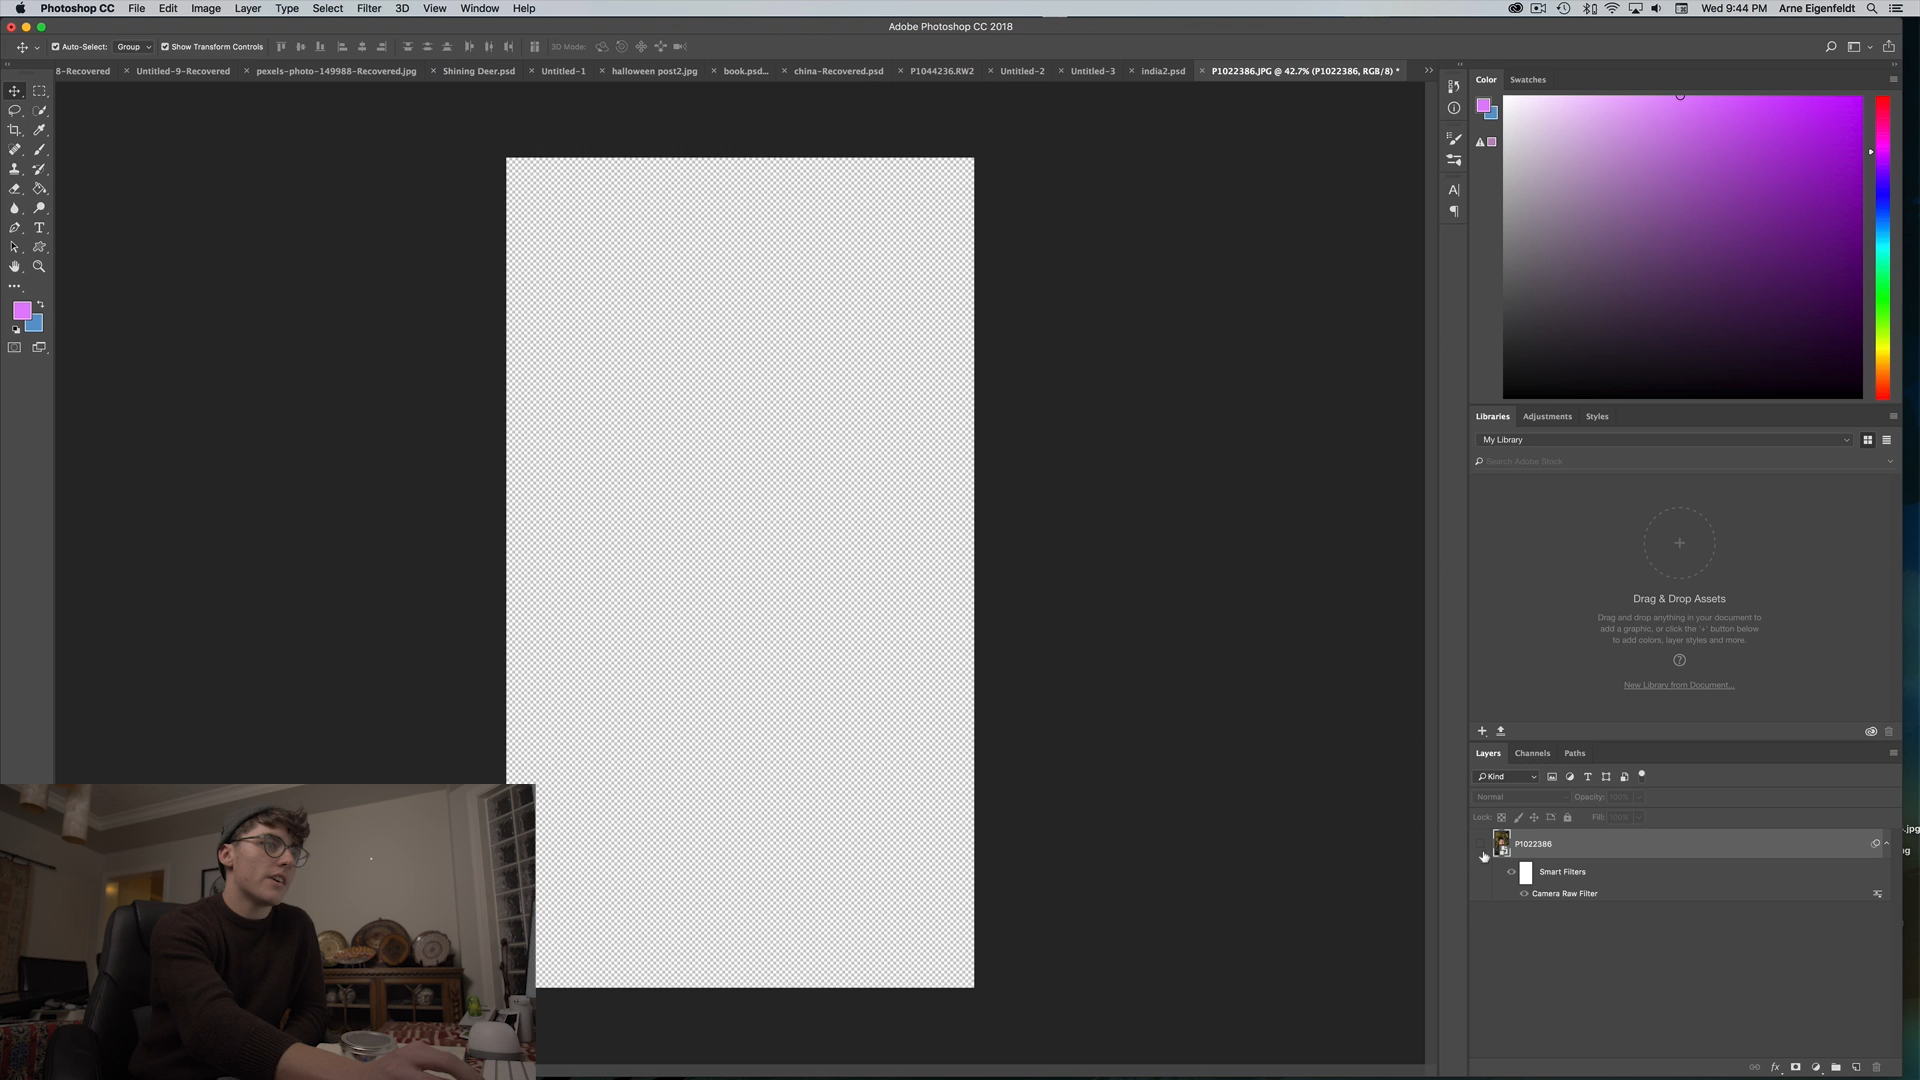 Photoshop CC File Edit Image Layer Type Select Filter 3D View Window Help Wed 9:44 PM Arne Eigenfeldt
Adobe Photoshop CC 2018
Auto-Select: Group Show Transform Controls 3D Mode:
8-Recovered × Untitled-9-Recovered × pexels-photo-149988-Recovered.jpg × Shining Deer.psd × Untitled-1 × halloween post2.jpg × book.psd... × china-Recovered.psd × P1044236.RW2 × Untitled-2 × Untitled-3 × india2.psd × P1022386.JPG @ 42.7% (P1022386, RGB/8) *
Color Swatches
Libraries Adjustments Styles
My Library
Search Adobe Stock
Drag & Drop Assets
Drag and drop anything in your document to
add a graphic, or click the '+' button below
to add colors, layer styles and more.
New Library from Document...
Layers Channels Paths
Kind
Normal Opacity: 100%
Lock: Fill: 100%
.jpg
P1022386
Smart Filters
Camera Raw Filter